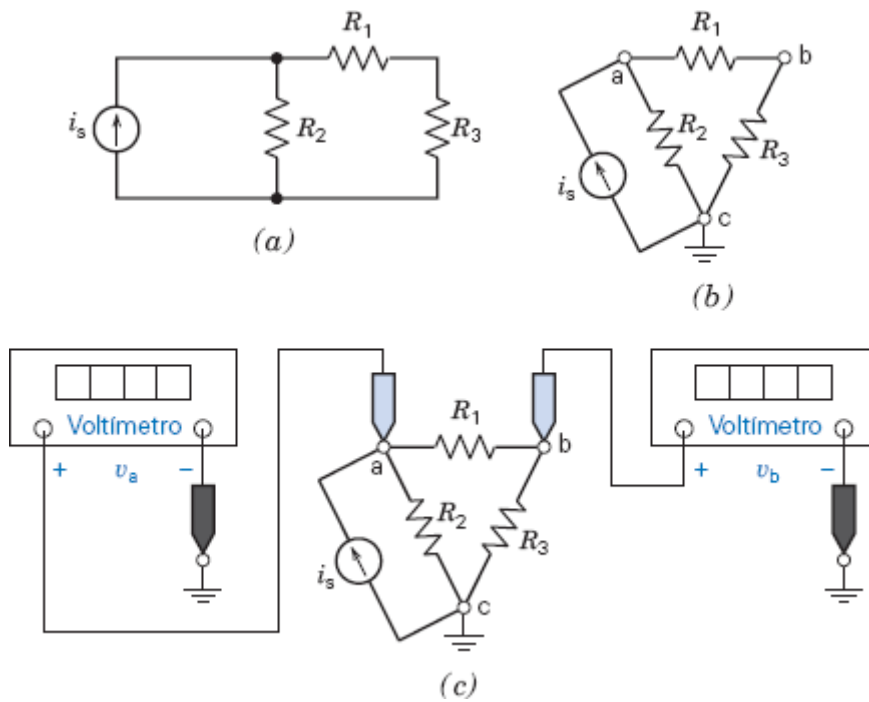 R1
is
R2
R3
(a)
R1
a
b
R2
R3
is
c
(b)
Voltímetro
+ va −
R1
a
b
R2
R3
is
c
(c)
Voltímetro
+ vb −